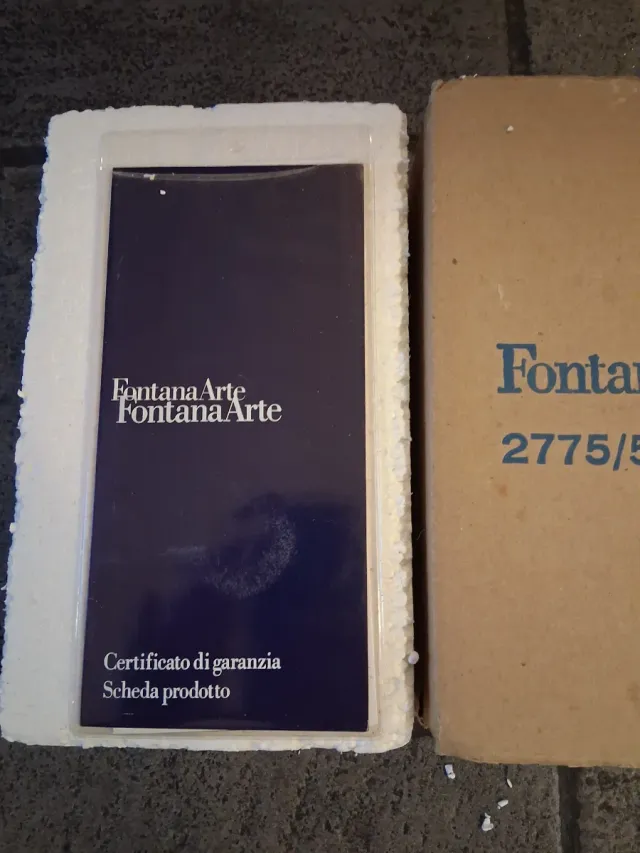 FontanaArte
FontanaArte
Certificato di garanzia
Scheda prodotto
Fontan
2775/5